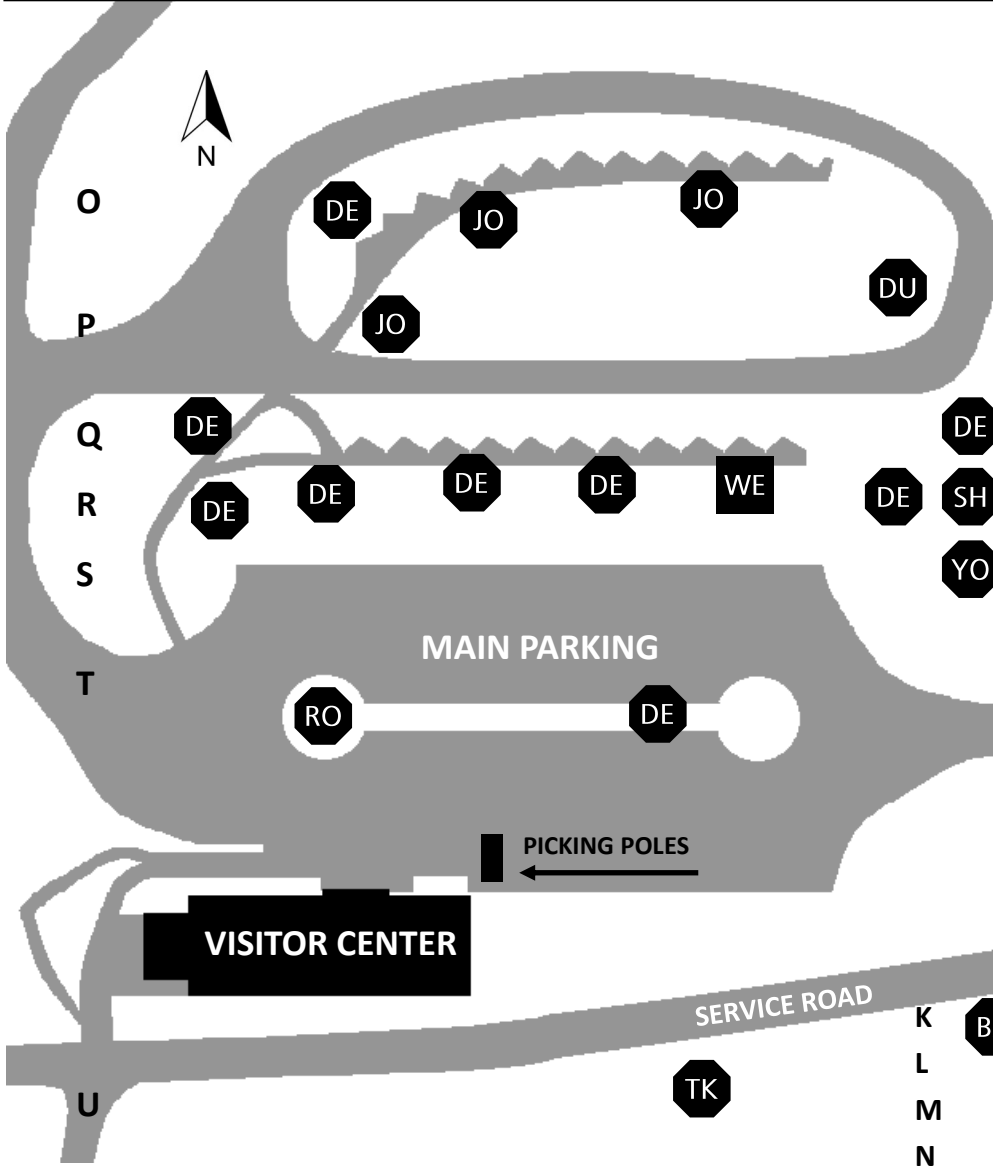 N
O
DE
JO
JO
DU
P
JO
Q
DE
DE
DE
DE
WE
DE
R
DE
DE
DE
SH
S
YO
MAIN PARKING
T
RO
DE
PICKING POLES
VISITOR CENTER
SERVICE ROAD
K
B
L
TK
U
M
N